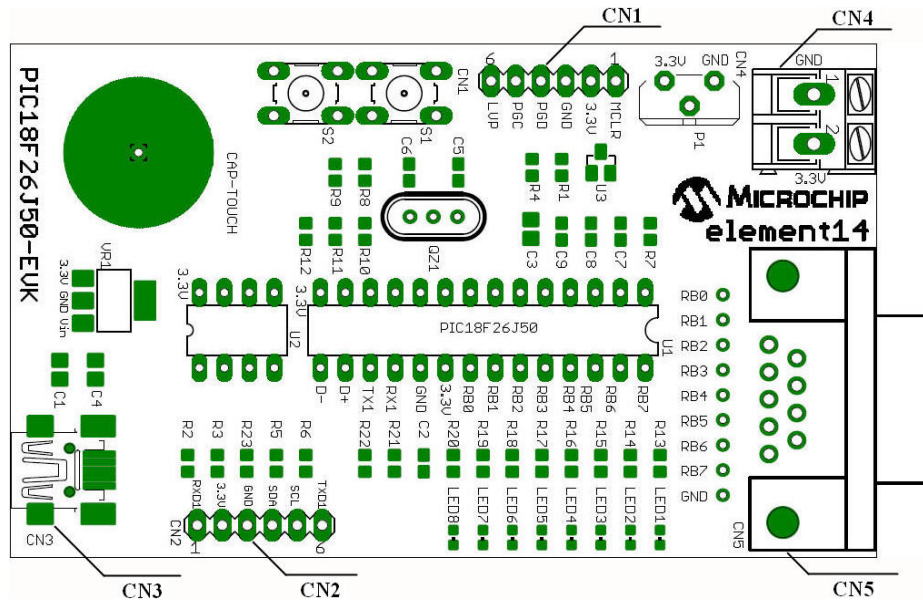 CN1
CN4
PIC18F26J50-EVK
CAP-TOUCH
S2
S1
CN1
6
1
LVP
PGC
PGD
GND
3.3V
MCLR
3.3V
GND
CN4
P1
GND
1
2
3.3V
C6
C5
R9
R8
QZ1
R4
R1
U3
MICROCHIP
element14
R12
R11
R10
C3
C9
C8
C7
R7
VR1
3.3V
GND
Vin
3.3V
U2
3.3V
PIC18F26J50
U1
D-
D+
TX1
RX1
GND
3.3V
RB0
RB1
RB2
RB3
RB4
RB5
RB6
RB7
RB0
RB1
RB2
RB3
RB4
RB5
RB6
RB7
GND
C1
C4
R2
R3
R23
R5
R6
R22
R21
C2
R20
R19
R18
R17
R16
R15
R14
R13
RXD1
3.3V
GND
SDA
SCL
TXD1
CN2
1
6
LED8
LED7
LED6
LED5
LED4
LED3
LED2
LED1
CN3
CN5
CN3
CN2
CN5